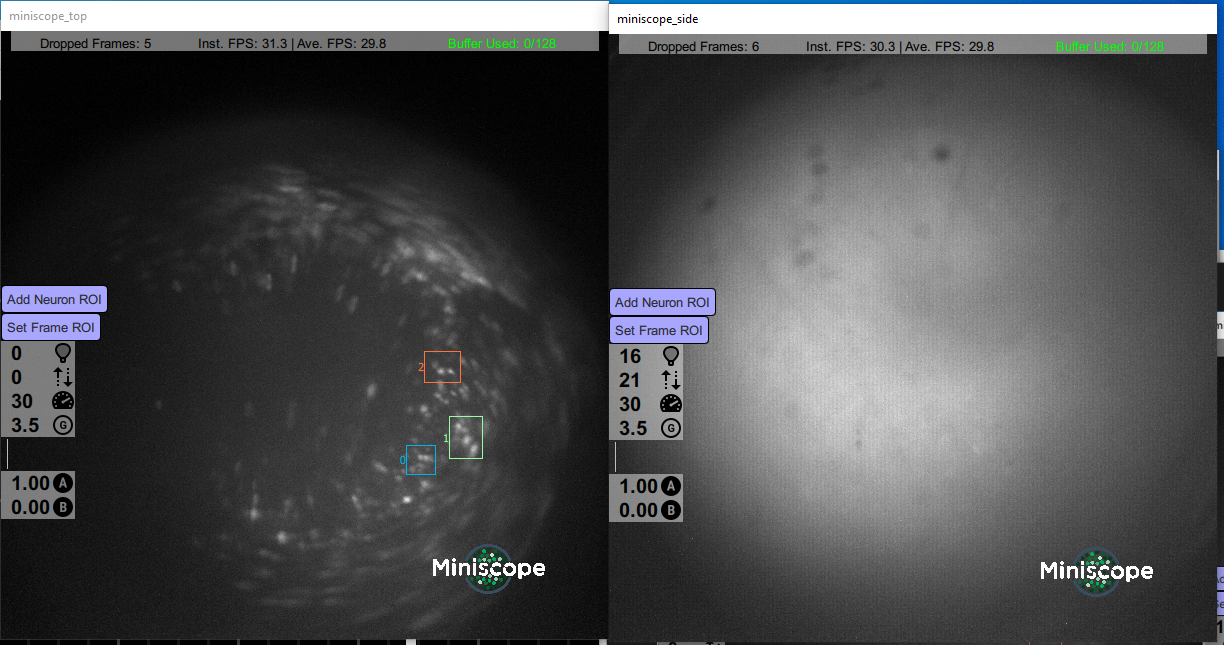 miniscope_top
Dropped Frames: 5 Inst. FPS: 31.3 | Ave. FPS: 29.8 Buffer Used: 0/128
Add Neuron ROI
Set Frame ROI
0
0
30
3.5 G
1.00 A
0.00 B
2
1
0
Miniscope
miniscope_side
Dropped Frames: 6 Inst. FPS: 30.3 | Ave. FPS: 29.8 Buffer Used: 0/128
Add Neuron ROI
Set Frame ROI
16
21
30
3.5 G
1.00 A
0.00 B
Miniscope